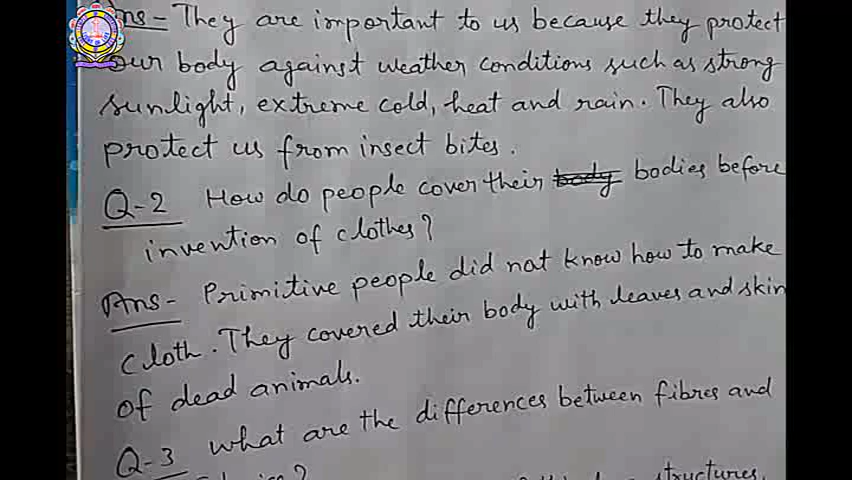 Ans - They are important to us because they protect
our body against weather conditions such as strong
sunlight, extreme cold, heat and rain. They also
protect us from insect bites.
Q-2 How do people cover their body bodies before
invention of clothes?
Ans - Primitive people did not know how to make
cloth. They covered their body with leaves and skin
of dead animals.
Q-3 What are the differences between fibres and
structures,